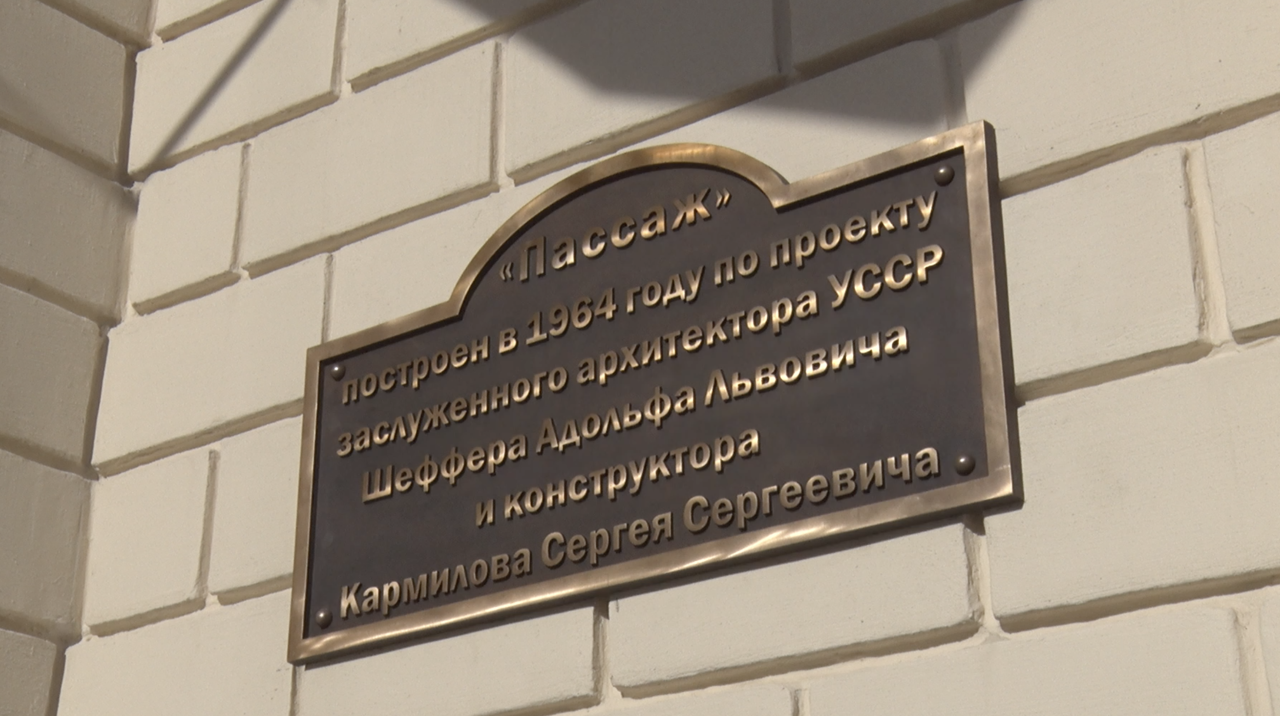 «Пассаж»
построен в 1964 году по проекту
заслуженного архитектора УССР
Шеффера Адольфа Львовича
и конструктора
Кармилова Сергея Сергеевича